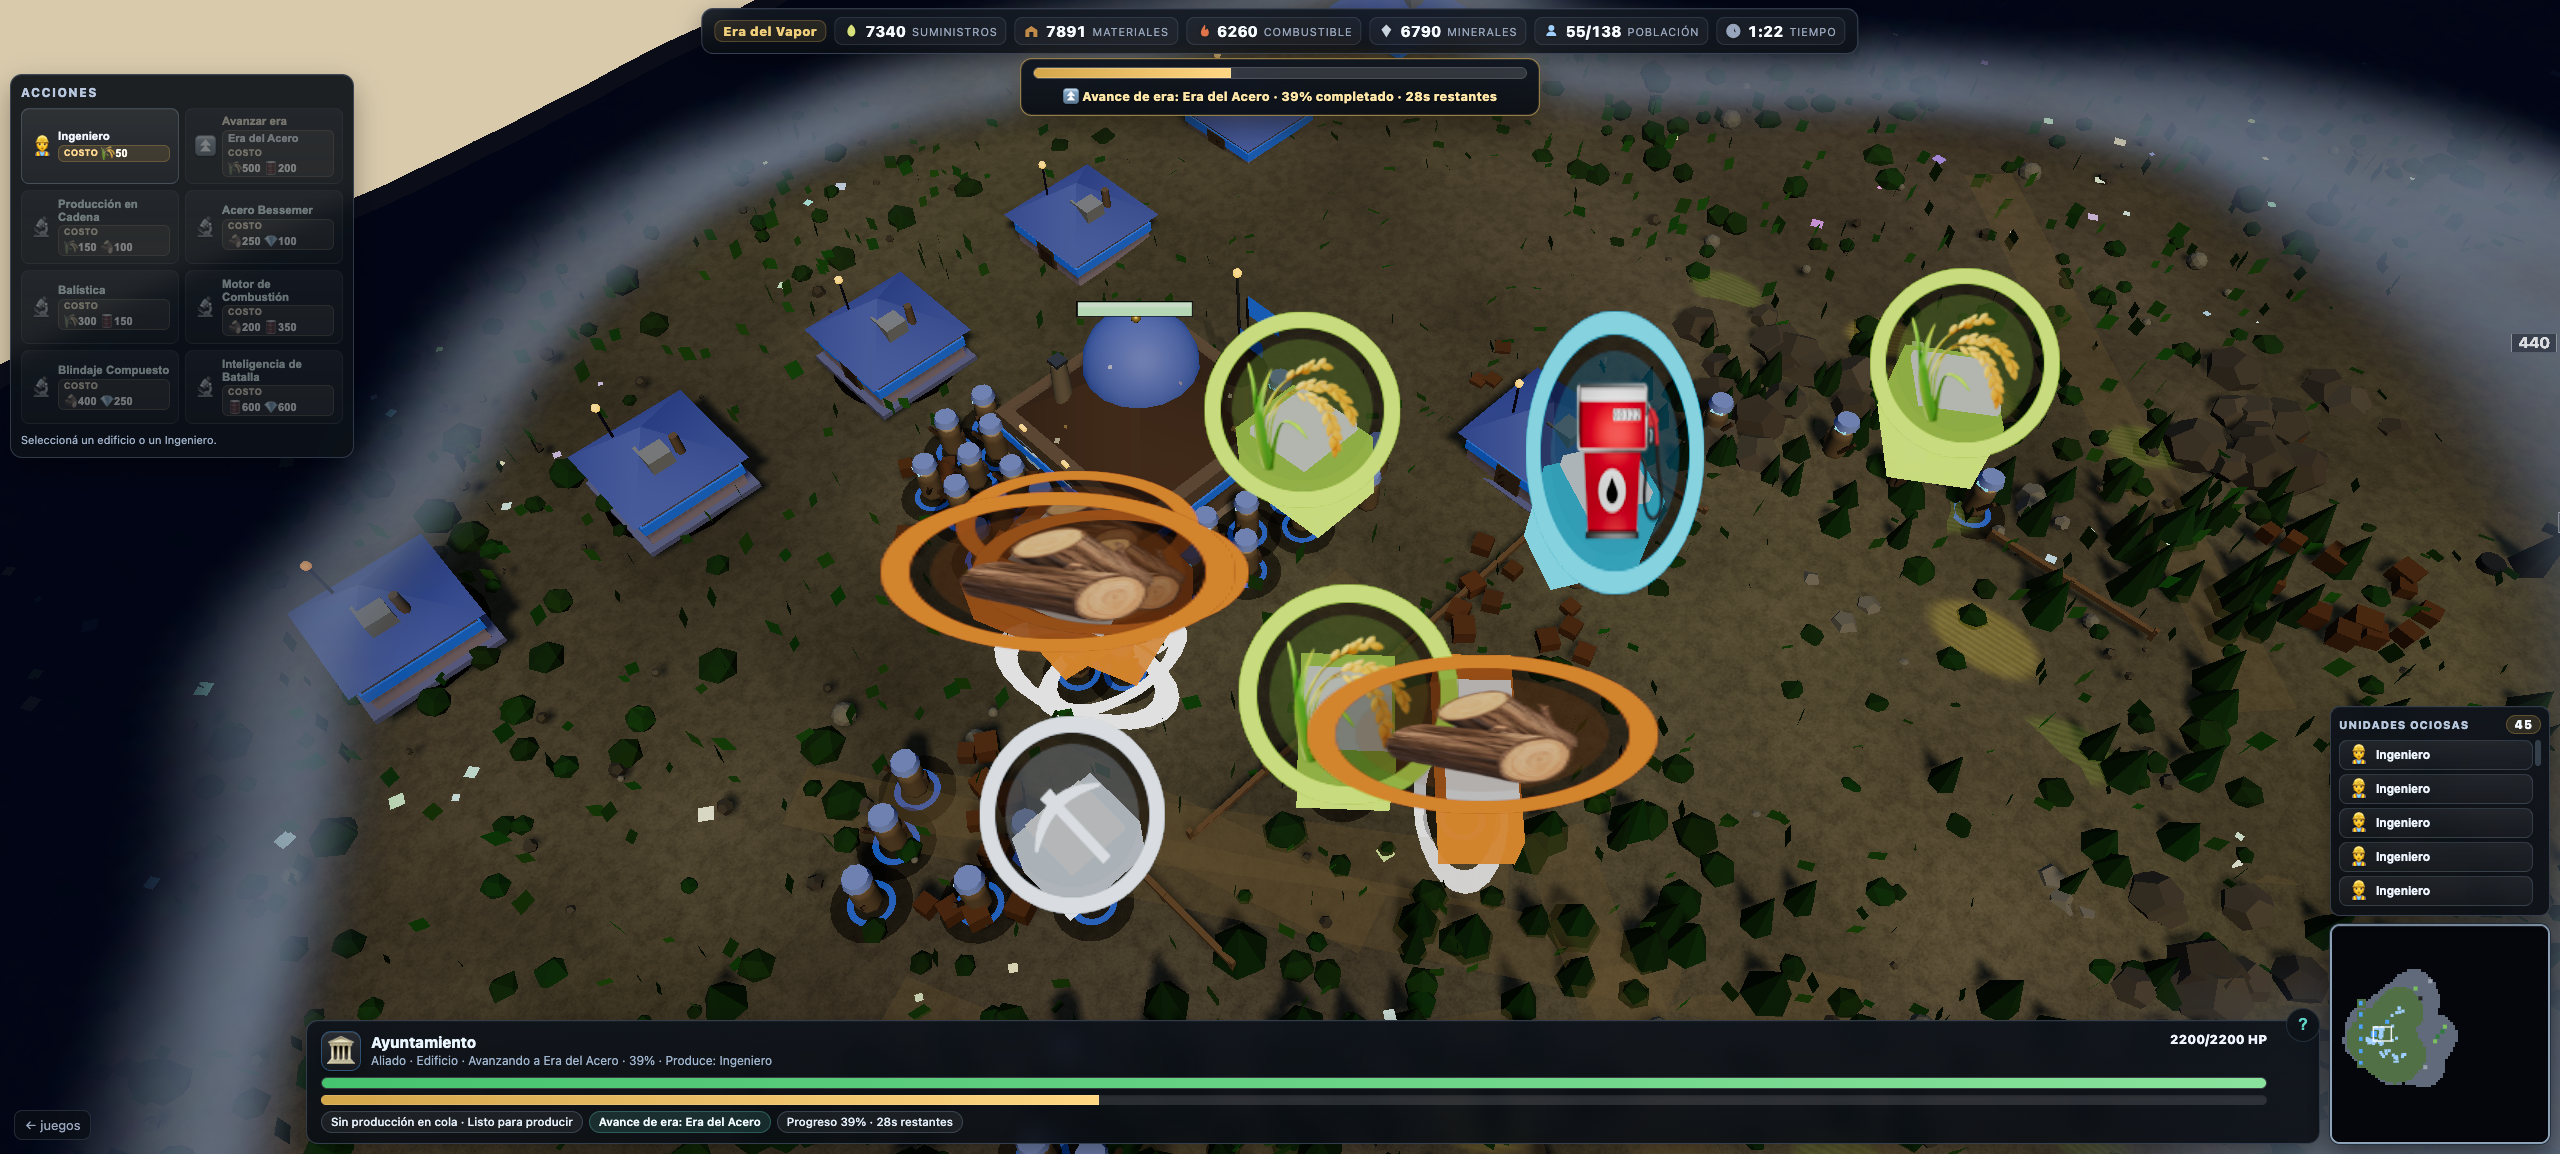 Era del Vapor 7340 SUMINISTROS 7891 MATERIALES 6260 COMBUSTIBLE 6790 MINERALES 55/138 POBLACIÓN 1:22 TIEMPO
Avance de era: Era del Acero · 39% completado · 28s restantes
ACCIONES
Ingeniero
COSTO 50
Avanzar era
Era del Acero
COSTO
500 200
Producción en
Cadena
COSTO
150 100
Acero Bessemer
COSTO
250 100
Balística
COSTO
300 150
Motor de
Combustión
COSTO
200 350
Blindaje Compuesto
COSTO
400 250
Inteligencia de
Batalla
COSTO
600 600
Seleccioná un edificio o un Ingeniero.
440
UNIDADES OCIOSAS 45
Ingeniero
Ingeniero
Ingeniero
Ingeniero
Ingeniero
?
Ayuntamiento
2200/2200 HP
Aliado · Edificio · Avanzando a Era del Acero · 39% · Produce: Ingeniero
Sin producción en cola · Listo para producir
Avance de era: Era del Acero
Progreso 39% · 28s restantes
← juegos